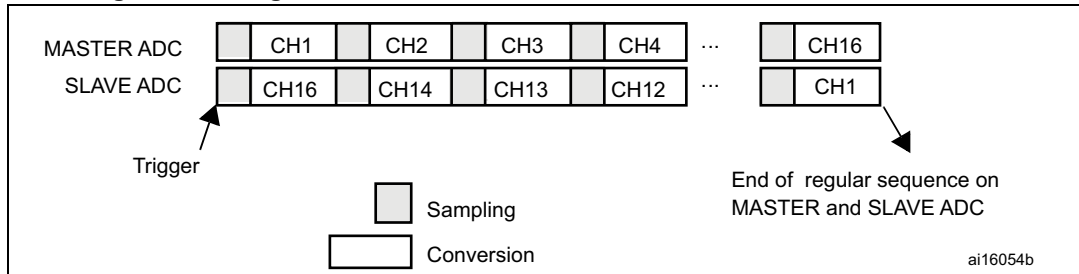 MASTER ADC CH1 CH2 CH3 CH4 ... CH16
SLAVE ADC CH16 CH14 CH13 CH12 ... CH1
Trigger
End of regular sequence on
MASTER and SLAVE ADC
Sampling
Conversion
ai16054b